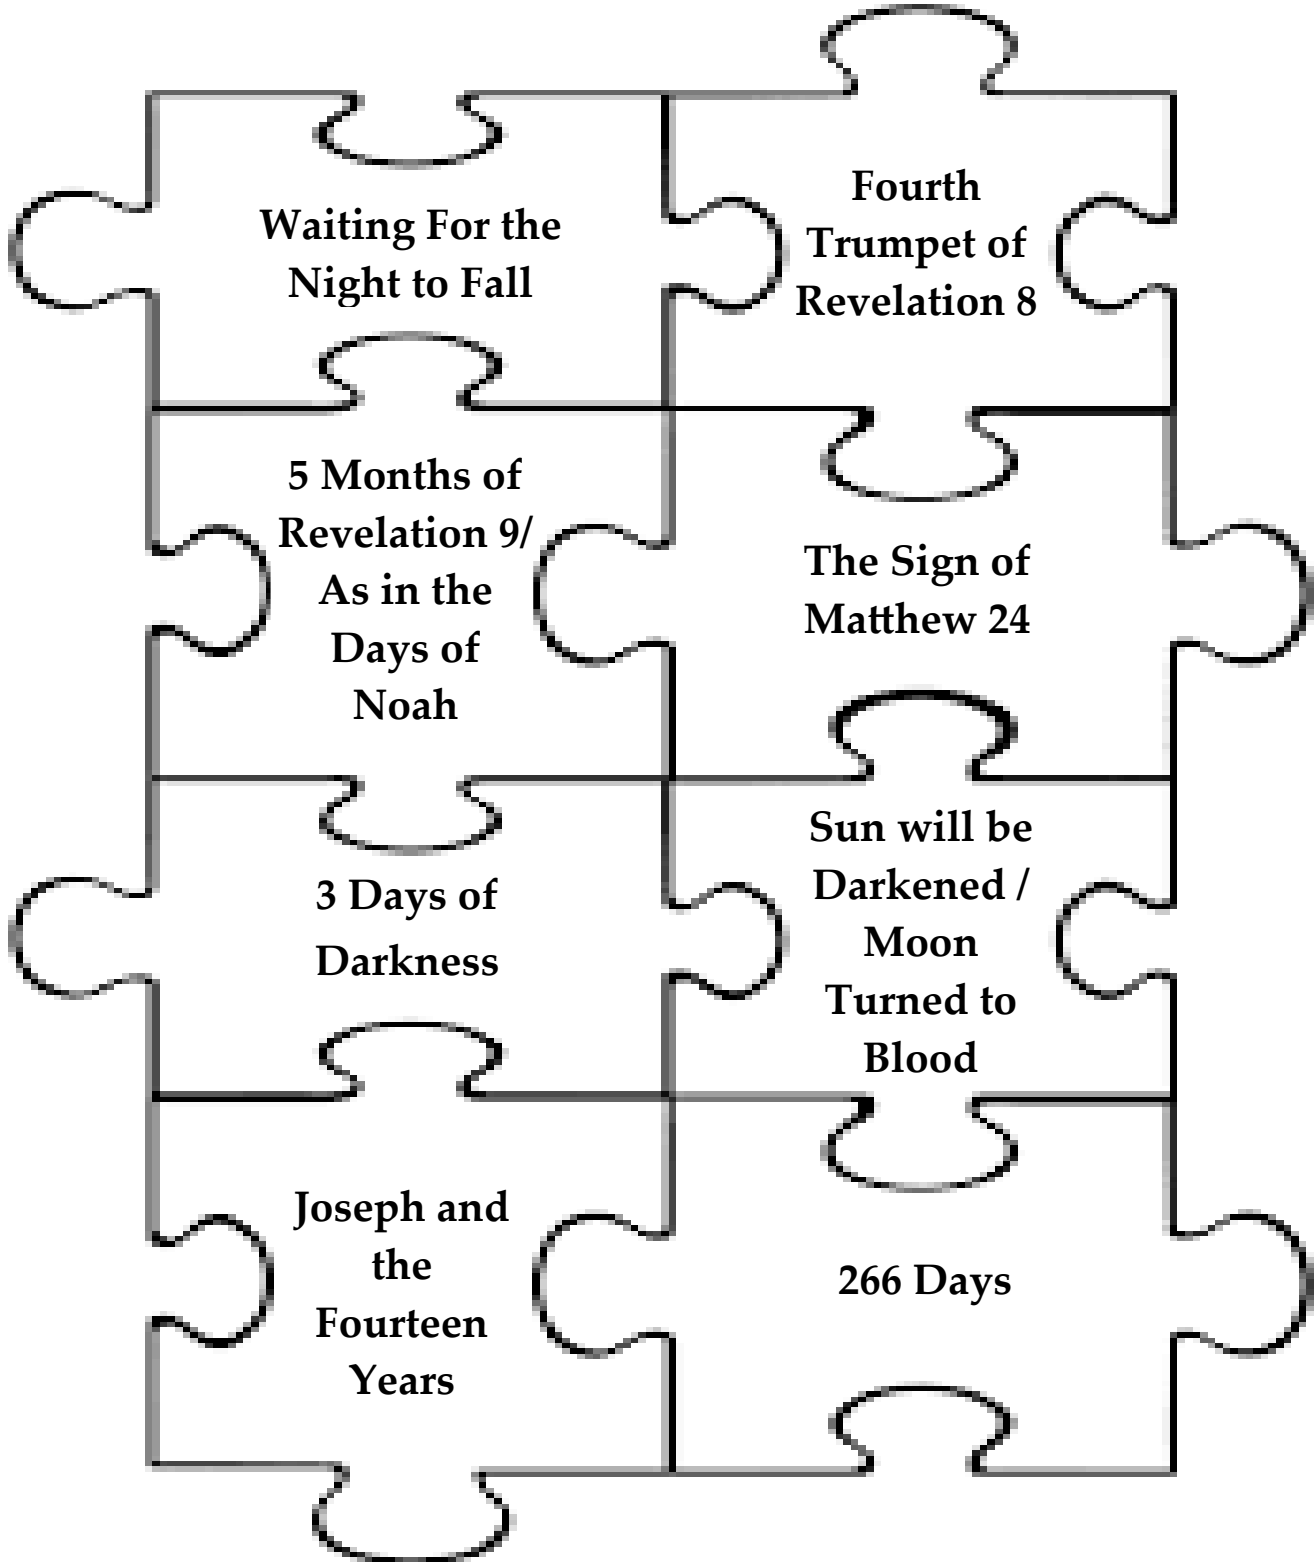 Waiting For the
Night to Fall
Fourth
Trumpet of
Revelation 8
5 Months of
Revelation 9/
As in the
Days of
Noah
The Sign of
Matthew 24
3 Days of
Darkness
Sun will be
Darkened /
Moon
Turned to
Blood
Joseph and
the
Fourteen
Years
266 Days